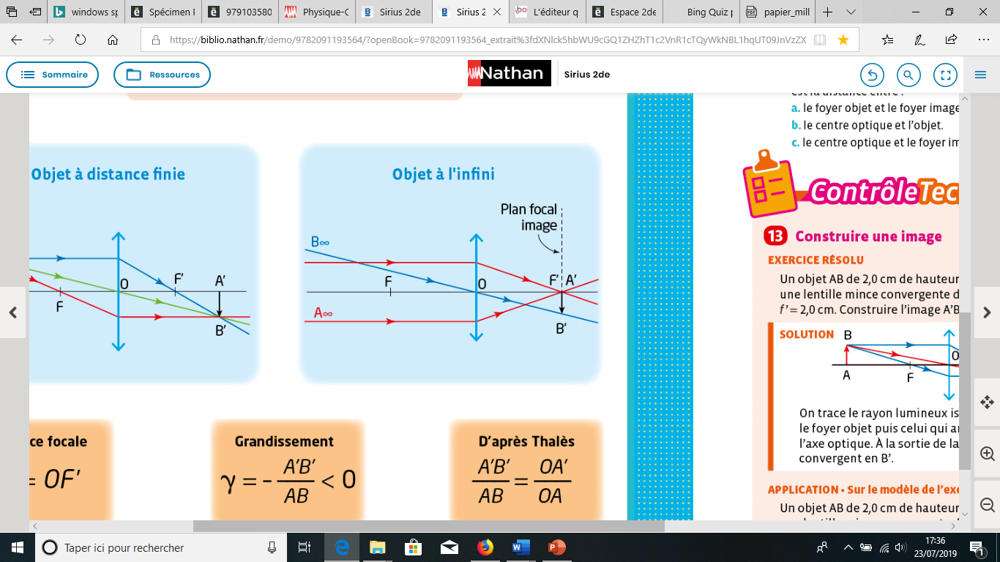 windows sp
Spécimen F
979103580
Physique-C
Sirius 2de
Sirius 2
L'éditeur q
Espace 2de
Bing Quiz p
papier_mill
https://biblio.nathan.fr/demo/9782091193564/?openBook=9782091193564_extrait%3fdXNlck5hbWU9cGQ1ZHZhT1c2VnR1cTQyWkNBL1hqUT09JnVzZX
Sommaire
Ressources
Nathan
Sirius 2de
est la distance entre :
a. le foyer objet et le foyer image
b. le centre optique et l'objet.
c. le centre optique et le foyer im
Objet à distance finie
O
F'
A'
F
B'
Objet à l'infini
Plan focal
image
B∞
F
O
F'
A'
A∞
B'
ContrôleTec
13 Construire une image
EXERCICE RÉSOLU
Un objet AB de 2,0 cm de hauteur
une lentille mince convergente d
f' = 2,0 cm. Construire l'image A'B
SOLUTION
B
O
A
F
On trace le rayon lumineux is
le foyer objet puis celui qui ar
l'axe optique. À la sortie de la
convergent en B'.
APPLICATION • Sur le modèle de l'exe
Un objet AB de 2,0 cm de hauteur
ce focale
= OF'
Grandissement
γ = - A'B'/AB < 0
D'après Thalès
A'B'/AB = OA'/OA
Taper ici pour rechercher
17:36
23/07/2019
1